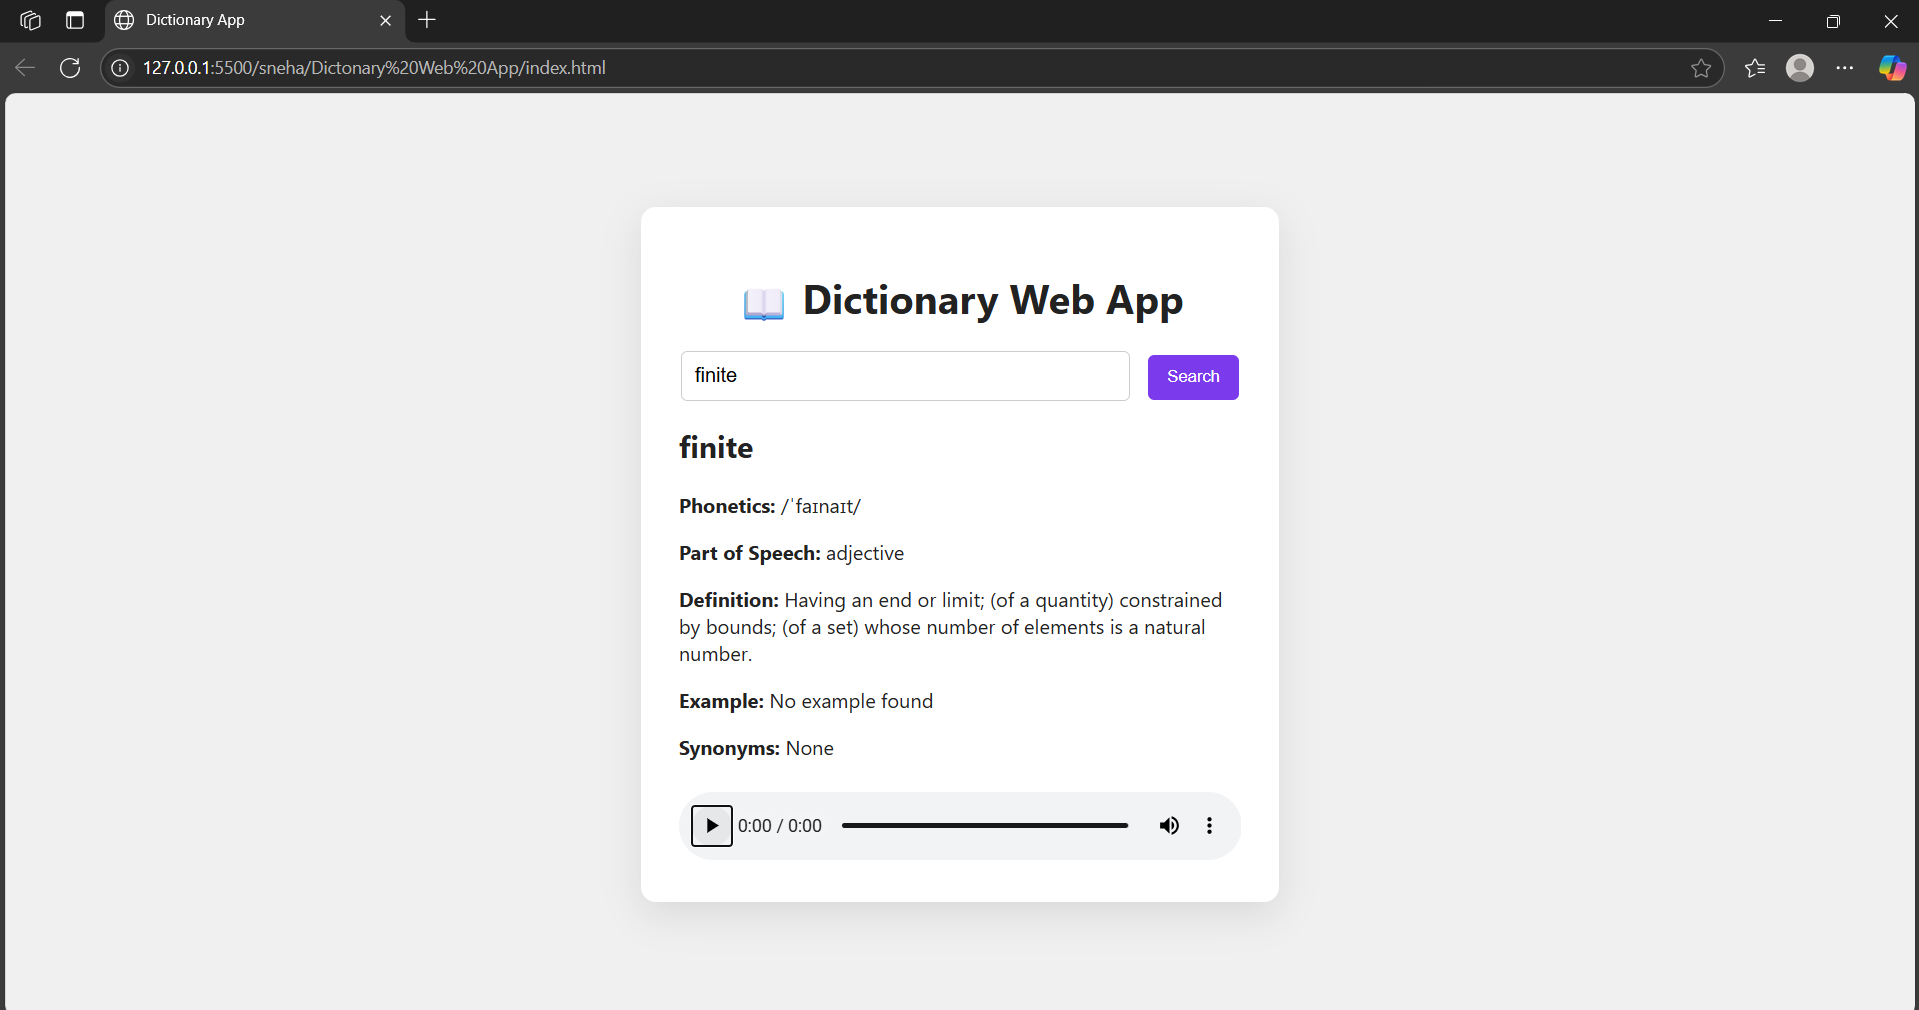 Dictionary App
127.0.0.1:5500/sneha/Dictonary%20Web%20App/index.html
📖 Dictionary Web App
finite
Search
finite
Phonetics: /ˈfaɪnaɪt/
Part of Speech: adjective
Definition: Having an end or limit; (of a quantity) constrained
by bounds; (of a set) whose number of elements is a natural
number.
Example: No example found
Synonyms: None
0:00 / 0:00